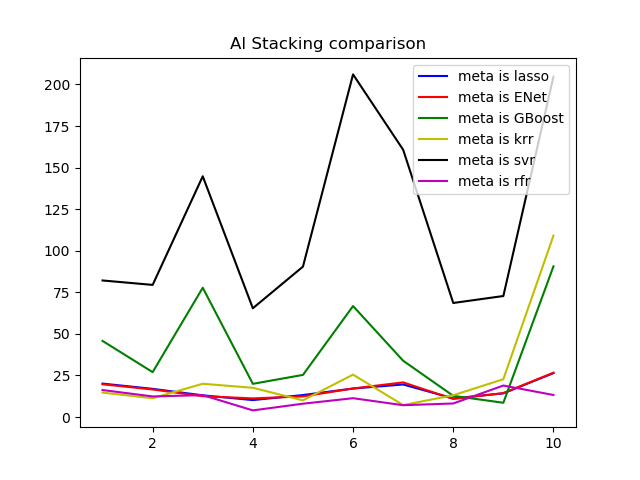 Al Stacking comparison
200
175
150
125
100
75
50
25
0
2
4
6
8
10
meta is lasso
meta is ENet
meta is GBoost
meta is krr
meta is svr
meta is rfr